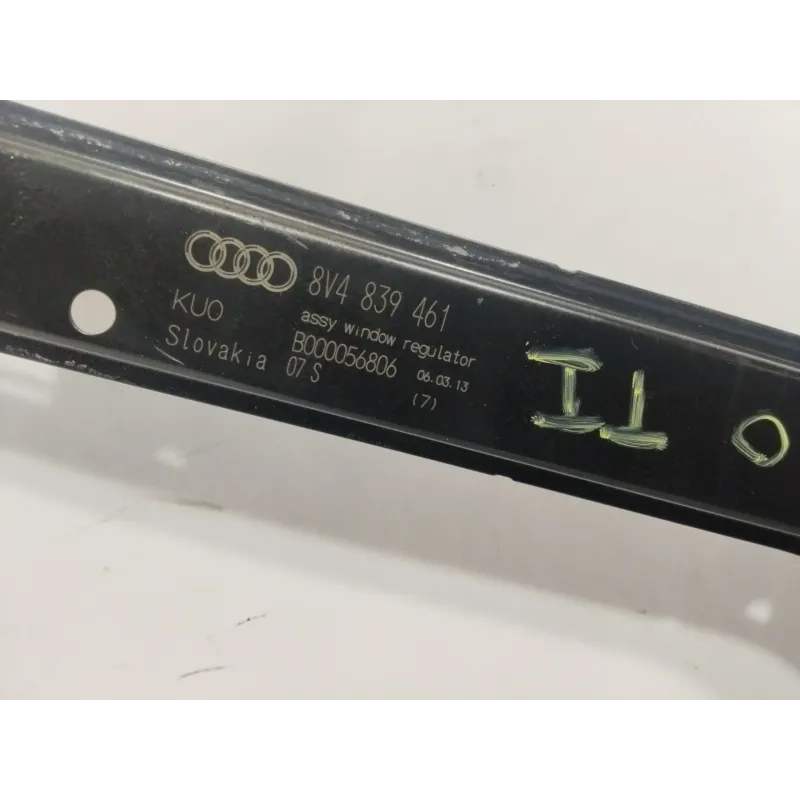 8V4 839 461
KUO
assy window regulator
Slovakia
B000056806
06.03.13
07 S
(7)